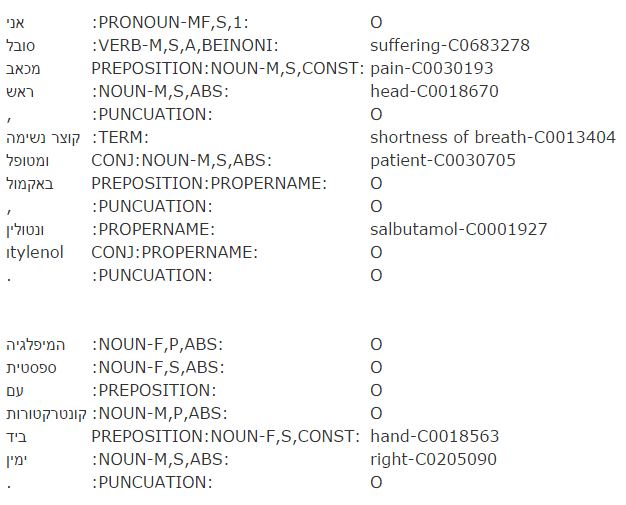 אני :PRONOUN-MF,S,1: O
סובל :VERB-M,S,A,BEINONI: suffering-C0683278
מכאב PREPOSITION:NOUN-M,S,CONST: pain-C0030193
ראש :NOUN-M,S,ABS: head-C0018670
, :PUNCUATION: O
קוצר נשימה :TERM: shortness of breath-C0013404
ומטופל CONJ:NOUN-M,S,ABS: patient-C0030705
באקמול PREPOSITION:PROPERNAME: O
, :PUNCUATION: O
ונטולין :PROPERNAME: salbutamol-C0001927
וtylenol CONJ:PROPERNAME: O
. :PUNCUATION: O
המיפלגיה :NOUN-F,P,ABS: O
ספסטית :NOUN-F,S,ABS: O
עם :PREPOSITION: O
קונטרקטורות :NOUN-M,P,ABS: O
ביד PREPOSITION:NOUN-F,S,CONST: hand-C0018563
ימין :NOUN-M,S,ABS: right-C0205090
. :PUNCUATION: O